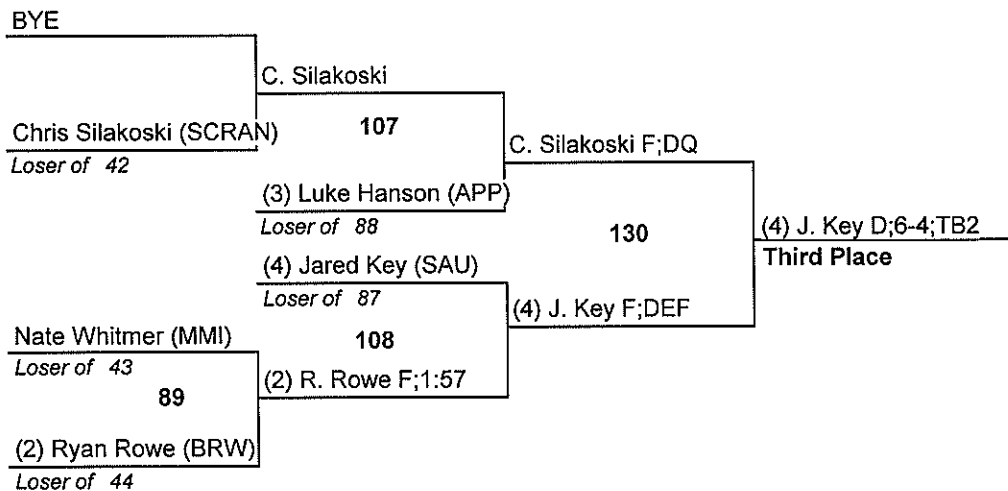 BYE
C. Silakoski
107
Chris Silakoski (SCRAN)
Loser of 42
C. Silakoski F;DQ
(3) Luke Hanson (APP)
Loser of 88
130
(4) J. Key D;6-4;TB2
Third Place
(4) Jared Key (SAU)
Loser of 87
(4) J. Key F;DEF
Nate Whitmer (MMI)
Loser of 43
108
89
(2) R. Rowe F;1:57
(2) Ryan Rowe (BRW)
Loser of 44